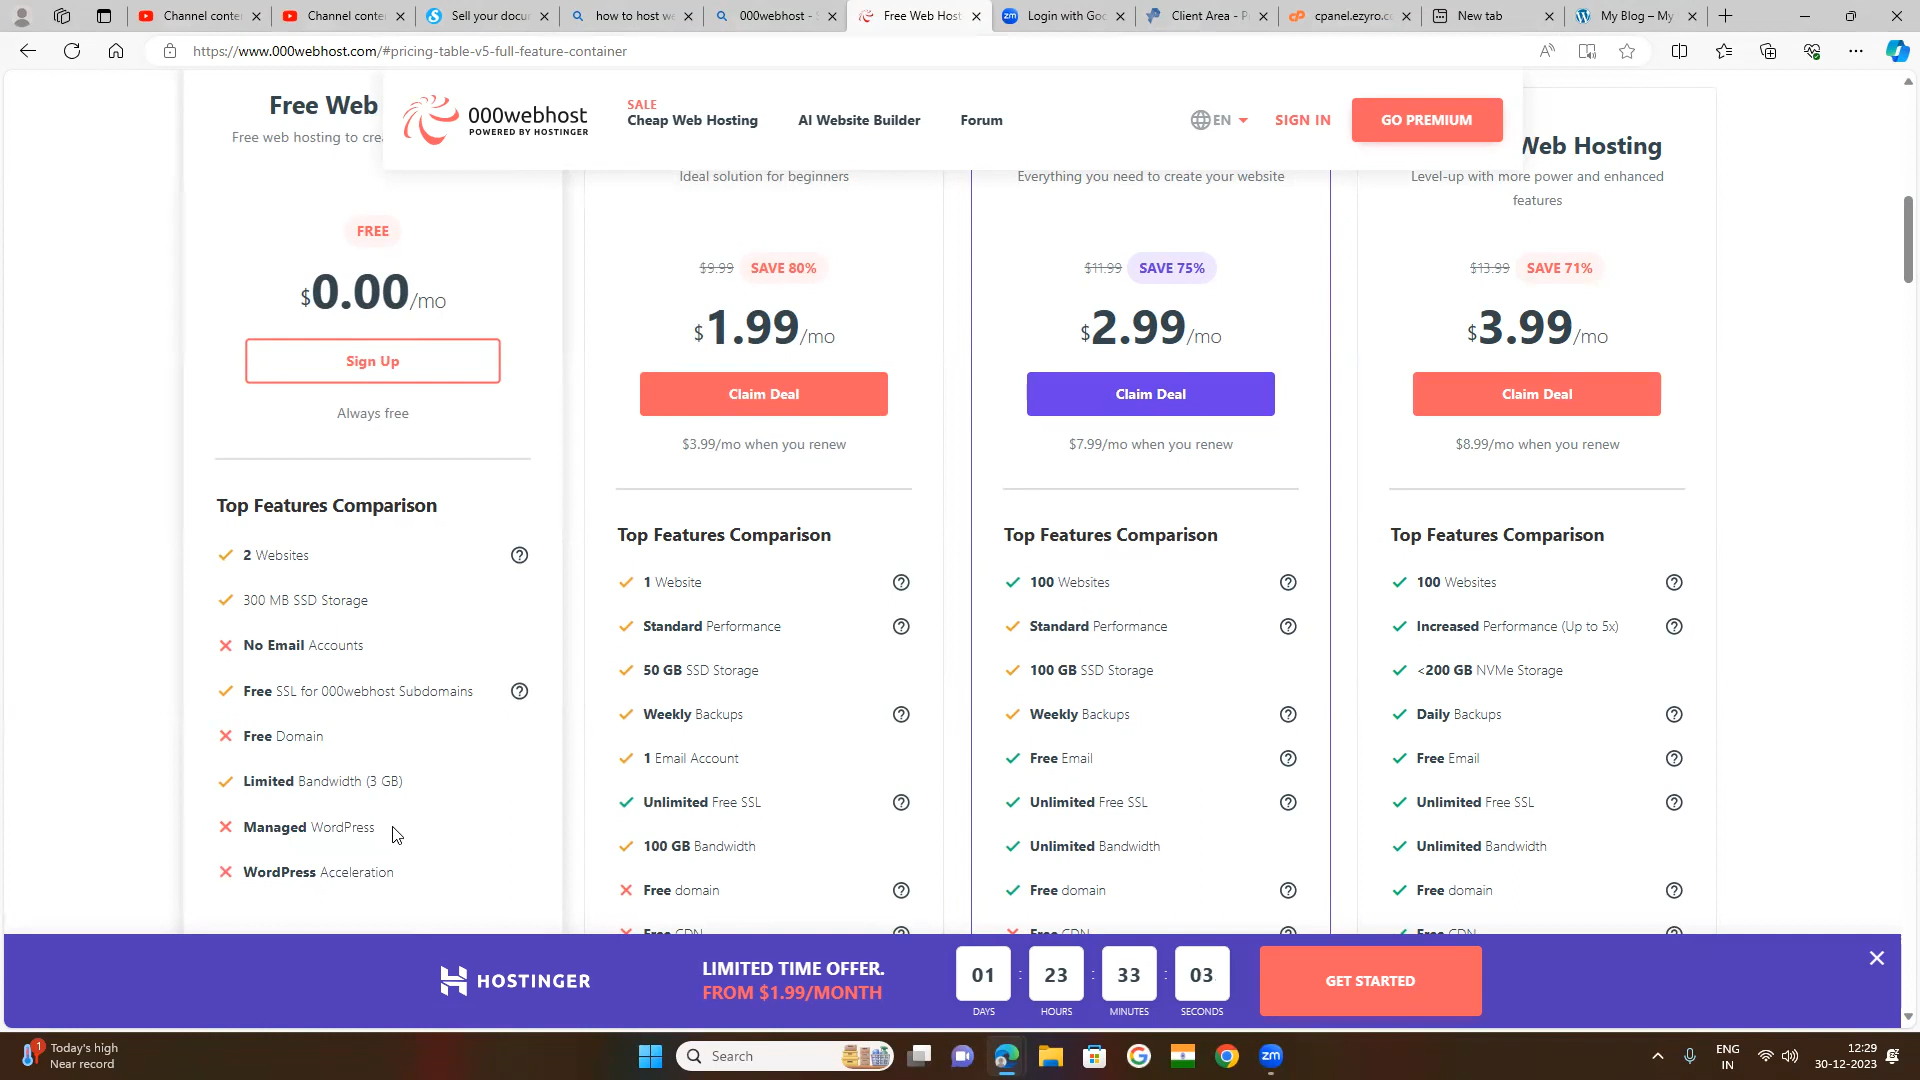 Channel conte
Channel conte
Sell your docu
how to host w
000webhost - S
Free Web Host
Login with Goo
Client Area - P
cpanel.ezyro.c
New tab
My Blog – My
https://www.000webhost.com/#pricing-table-v5-full-feature-container
000webhost
POWERED BY HOSTINGER
SALE
Cheap Web Hosting
AI Website Builder
Forum
EN
SIGN IN
GO PREMIUM
Free Web
Free web hosting to crea
FREE
$0.00/mo
Sign Up
Always free
Top Features Comparison
2 Websites
300 MB SSD Storage
No Email Accounts
Free SSL for 000webhost Subdomains
Free Domain
Limited Bandwidth (3 GB)
Managed WordPress
WordPress Acceleration
Ideal solution for beginners
$9.99 SAVE 80%
$1.99/mo
Claim Deal
$3.99/mo when you renew
Top Features Comparison
1 Website
Standard Performance
50 GB SSD Storage
Weekly Backups
1 Email Account
Unlimited Free SSL
100 GB Bandwidth
Free domain
Free CDN
Everything you need to create your website
$11.99 SAVE 75%
$2.99/mo
Claim Deal
$7.99/mo when you renew
Top Features Comparison
100 Websites
Standard Performance
100 GB SSD Storage
Weekly Backups
Free Email
Unlimited Free SSL
Unlimited Bandwidth
Free domain
Free CDN
Web Hosting
Level-up with more power and enhanced
features
$13.99 SAVE 71%
$3.99/mo
Claim Deal
$8.99/mo when you renew
Top Features Comparison
100 Websites
Increased Performance (Up to 5x)
<200 GB NVMe Storage
Daily Backups
Free Email
Unlimited Free SSL
Unlimited Bandwidth
Free domain
Free CDN
HOSTINGER
LIMITED TIME OFFER.
FROM $1.99/MONTH
01 : 23 : 33 : 03
DAYS HOURS MINUTES SECONDS
GET STARTED
1
Today's high
Near record
Search
zm
ENG
IN
12:29
30-12-2023